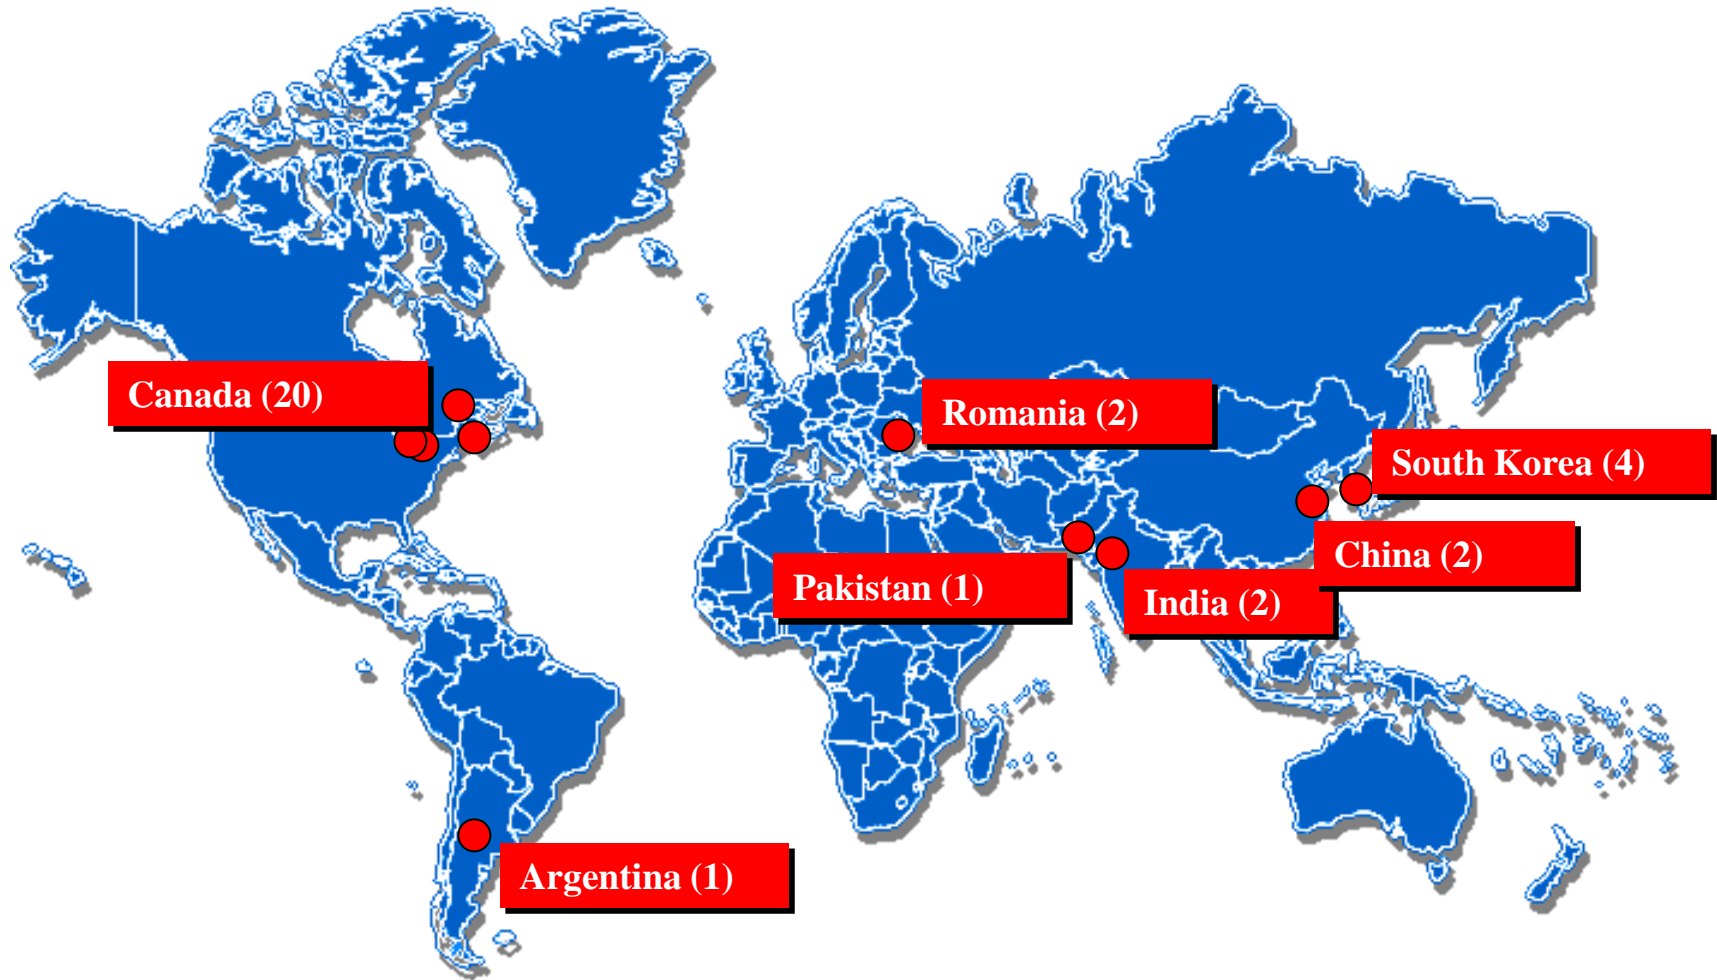 Canada (20)
Romania (2)
South Korea (4)
China (2)
Pakistan (1)
India (2)
Argentina (1)